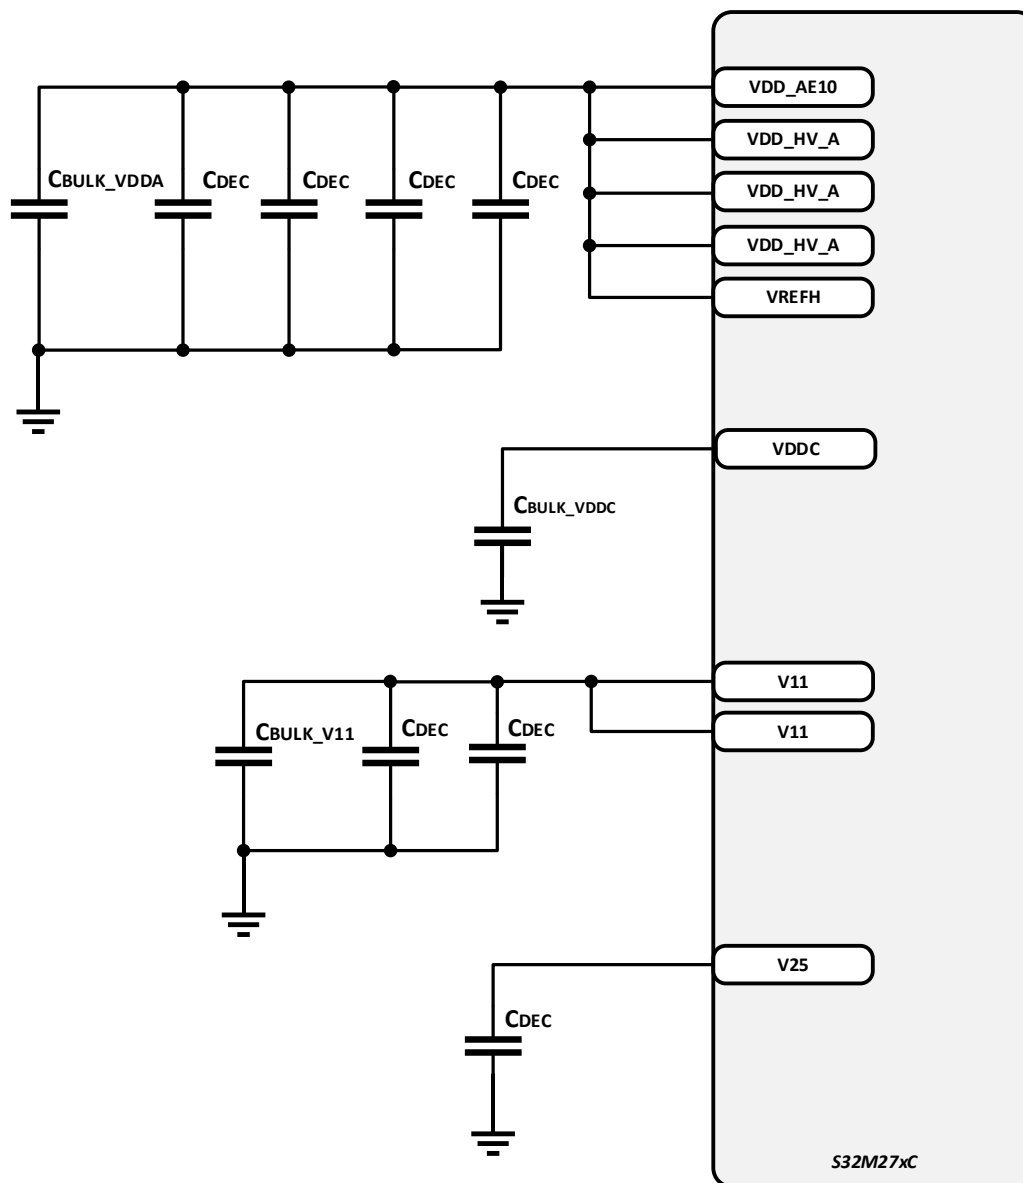 VDD_AE10
VDD_HV_A
CBULK_VDDA CDEC CDEC CDEC CDEC
VDD_HV_A
VDD_HV_A
VREFH
VDDC
CBULK_VDDC
V11
CBULK_V11 CDEC CDEC
V11
V25
CDEC
S32M27xC